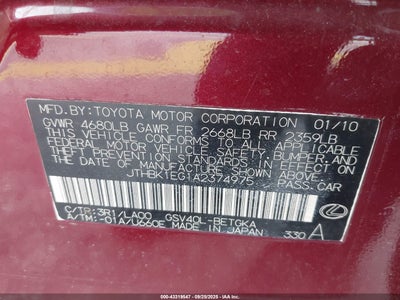 MFD. BY: TOYOTA MOTOR CORPORATION 01/10
GVWR 4680LB GAWR FR 2668LB RR 2359LB
THIS VEHICLE CONFORMS TO ALL APPLICABLE
FEDERAL MOTOR VEHICLE SAFETY, BUMPER, AND
THEFT PREVENTION STANDARDS IN EFFECT ON
THE DATE OF MANUFACTURE SHOWN ABOVE.
JTHBK1EG1A2374975 PASS.CAR
C/TR:3R1/LA00 GSV40L-BETGKA
A/TM:-01A/U660E MADE IN JAPAN 330 A
000-43319547 - 09/29/2025 - IAAI.COM